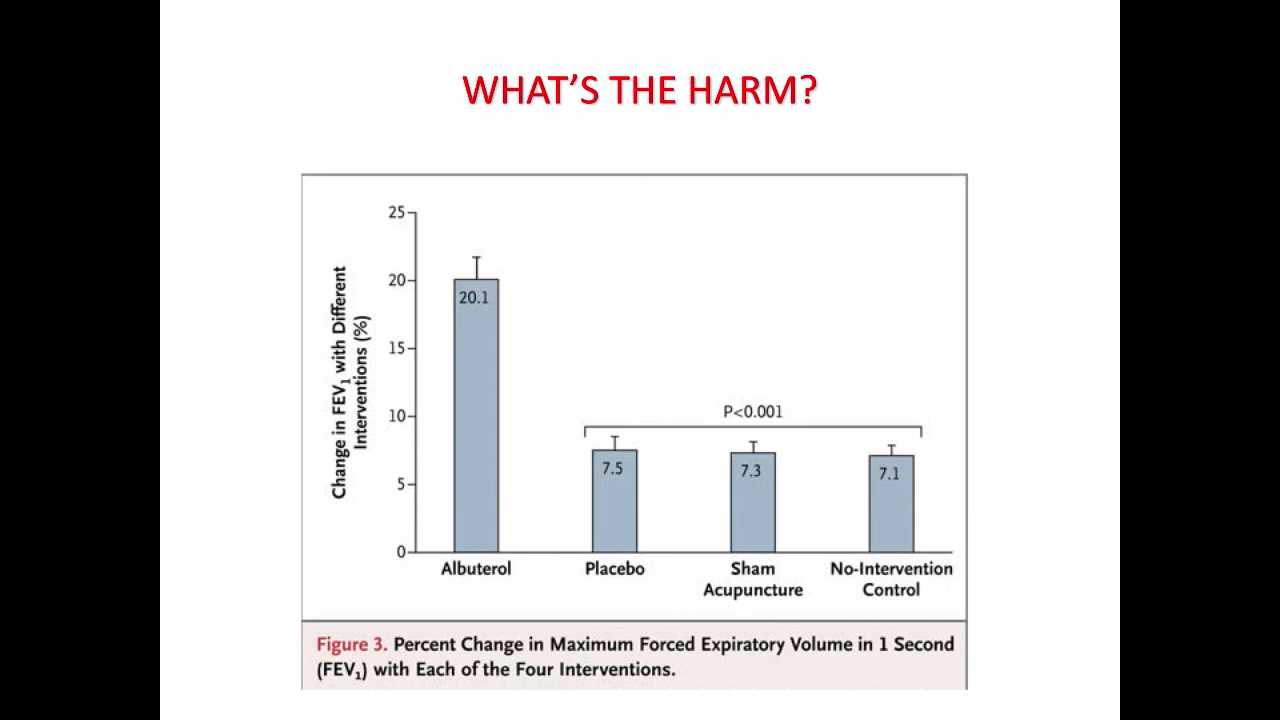 WHAT'S THE HARM?
Change in FEV1 with Different
Interventions (%)
25
20
15
10
5
0
20.1
7.5
7.3
7.1
P<0.001
Albuterol
Placebo
Sham
Acupuncture
No-Intervention
Control
Figure 3. Percent Change in Maximum Forced Expiratory Volume in 1 Second
(FEV1) with Each of the Four Interventions.